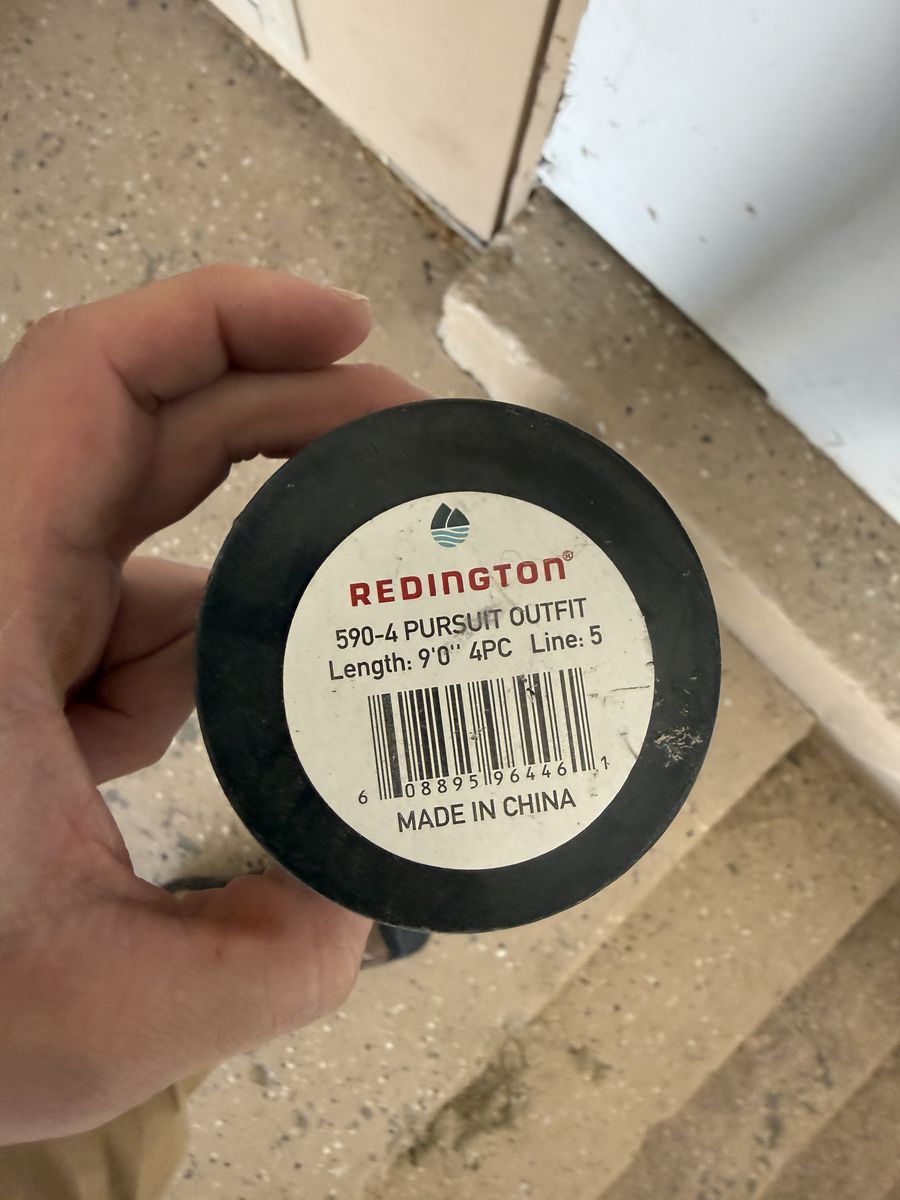 REDINGTON®
590-4 PURSUIT OUTFIT
Length: 9'0'' 4PC Line: 5
6 08895 96446 1
MADE IN CHINA